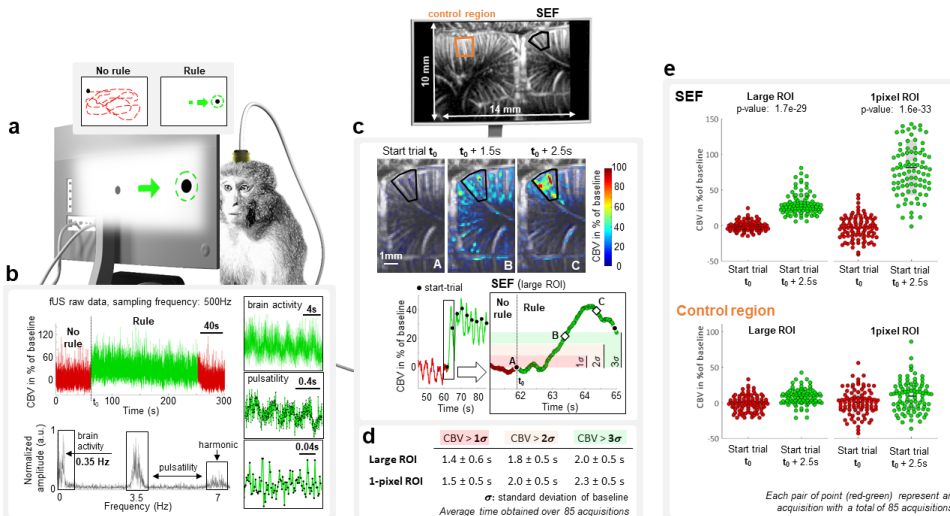 control region
SEF
10 mm
14 mm
No rule
Rule
a
b
fUS raw data, sampling frequency: 500Hz
No
rule
Rule
40s
CBV in % of baseline
120
80
40
0
0
100
200
300
t0
Time (s)
Normalized
amplitude (a.u.)
1
0
brain
activity
0.35 Hz
pulsatility
harmonic
0
3.5
7
Frequency (Hz)
brain activity
4s
pulsatility
0.4s
0.04s
c
Start trial t0
t0 + 1.5s
t0 + 2.5s
1mm
A
B
C
100
80
60
40
20
0
CBV in % of baseline
start-trial
SEF (large ROI)
CBV in % of baseline
40
20
0
50
60
70
80
Time (s)
No
rule
Rule
A
B
C
1σ
2σ
3σ
t0
62
63
64
65
d
CBV > 1σ
CBV > 2σ
CBV > 3σ
Large ROI
1.4 ± 0.6 s
1.8 ± 0.5 s
2.0 ± 0.5 s
1-pixel ROI
1.5 ± 0.5 s
2.0 ± 0.5 s
2.3 ± 0.5 s
σ: standard deviation of baseline
Average time obtained over 85 acquisitions
e
SEF
Large ROI
p-value: 1.7e-29
1pixel ROI
p-value: 1.6e-33
CBV in %of baseline
150
100
50
0
-50
Start trial
t0
Start trial
t0 + 2.5s
Start trial
t0
Start trial
t0 + 2.5s
Control region
Large ROI
1pixel ROI
CBV in % of baseline
100
50
0
-50
Start trial
t0
Start trial
t0 + 2.5s
Start trial
t0
Start trial
t0 + 2.5s
Each pair of point (red-green) represent an
acquisition with a total of 85 acquisitions